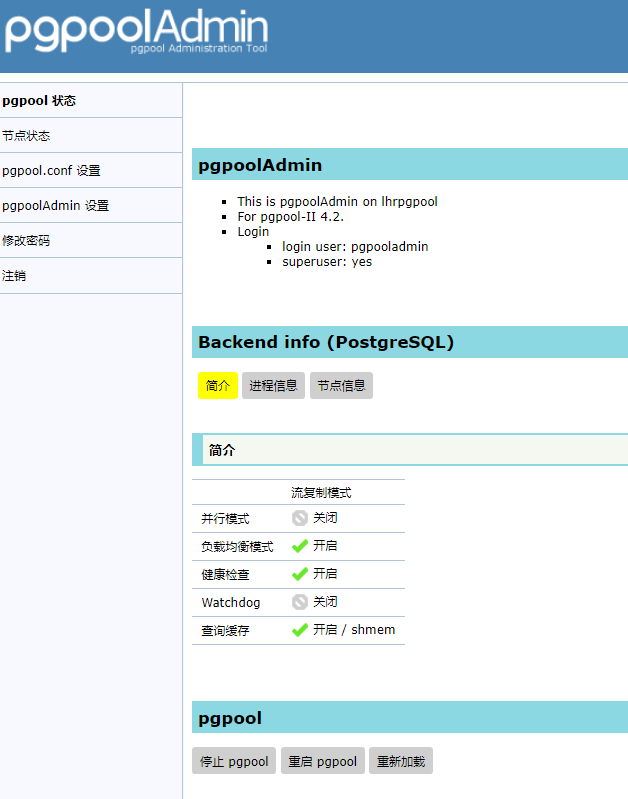 pgpoolAdmin
pgpool Administration Tool
pgpool 状态
节点状态
pgpool.conf 设置
pgpoolAdmin 设置
修改密码
注销
pgpoolAdmin
This is pgpoolAdmin on lhrpgpool
For pgpool-II 4.2.
Login
login user: pgpooladmin
superuser: yes
Backend info (PostgreSQL)
简介 进程信息 节点信息
简介
流复制模式
并行模式 关闭
负载均衡模式 开启
健康检查 开启
Watchdog 关闭
查询缓存 开启 / shmem
pgpool
停止 pgpool 重启 pgpool 重新加载